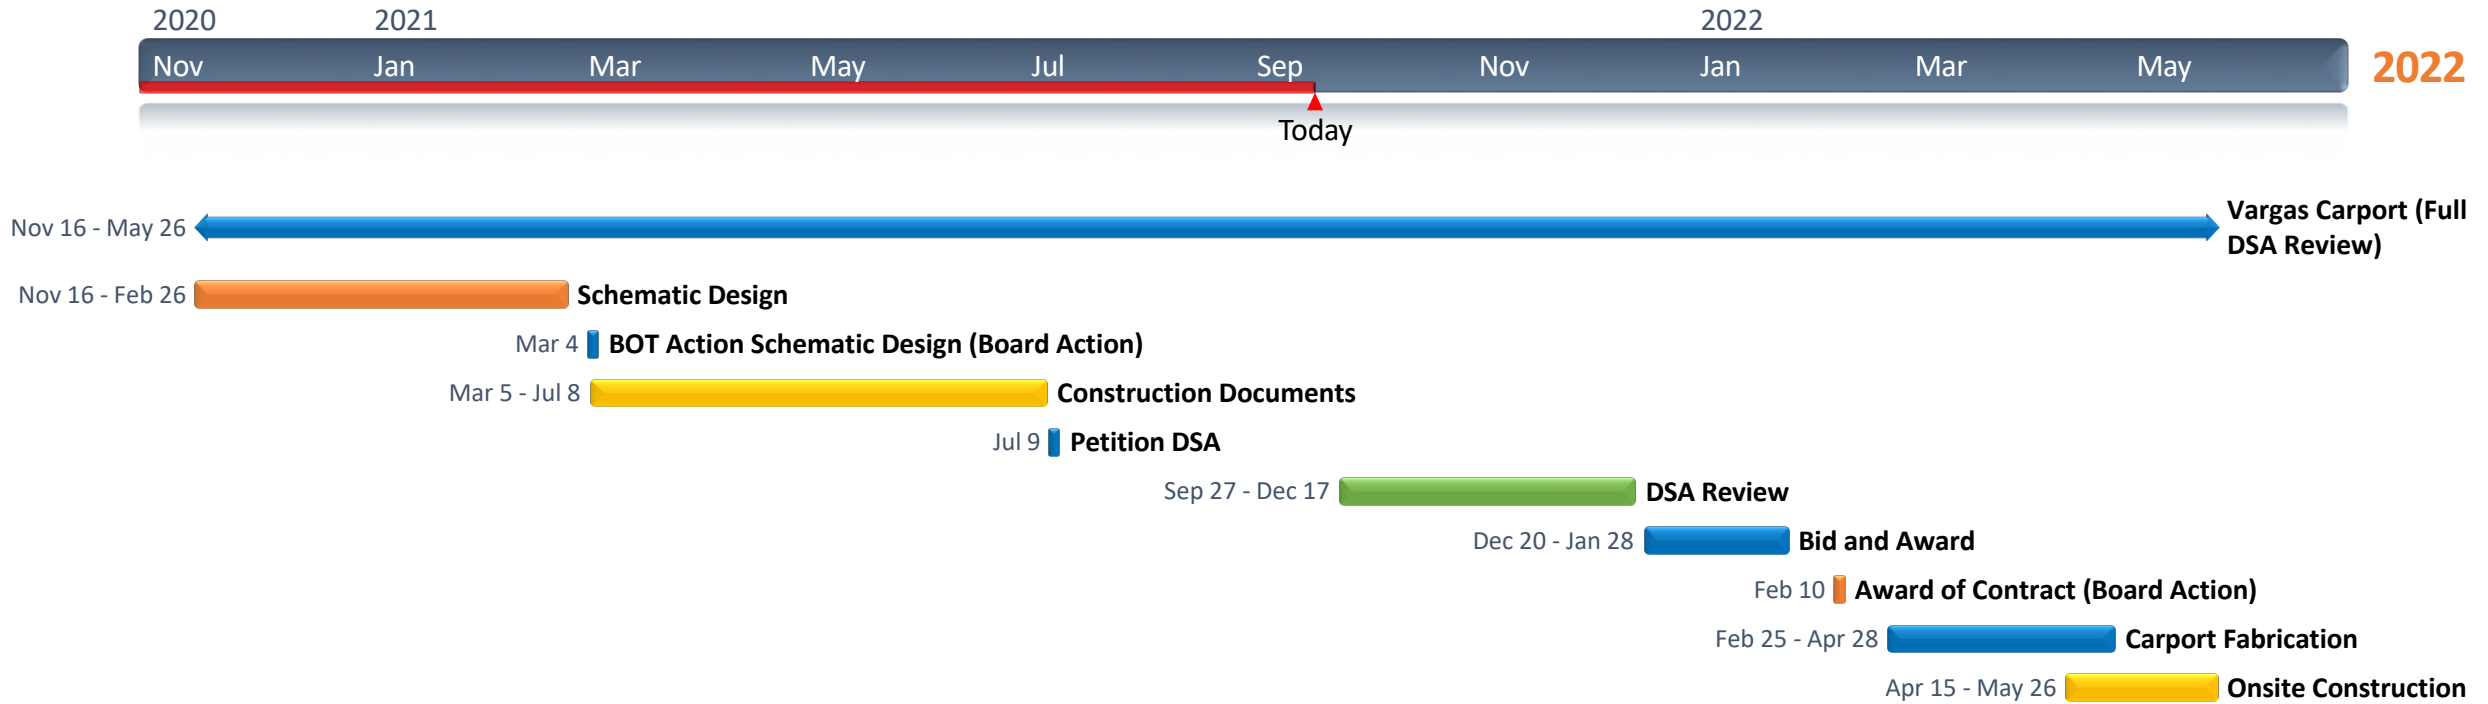 2020 2021 2022
Nov Jan Mar May Jul Sep Nov Jan Mar May 2022
Today
Nov 16 - May 26 Vargas Carport (Full
DSA Review)
Nov 16 - Feb 26 Schematic Design
Mar 4 BOT Action Schematic Design (Board Action)
Mar 5 - Jul 8 Construction Documents
Jul 9 Petition DSA
Sep 27 - Dec 17 DSA Review
Dec 20 - Jan 28 Bid and Award
Feb 10 Award of Contract (Board Action)
Feb 25 - Apr 28 Carport Fabrication
Apr 15 - May 26 Onsite Construction